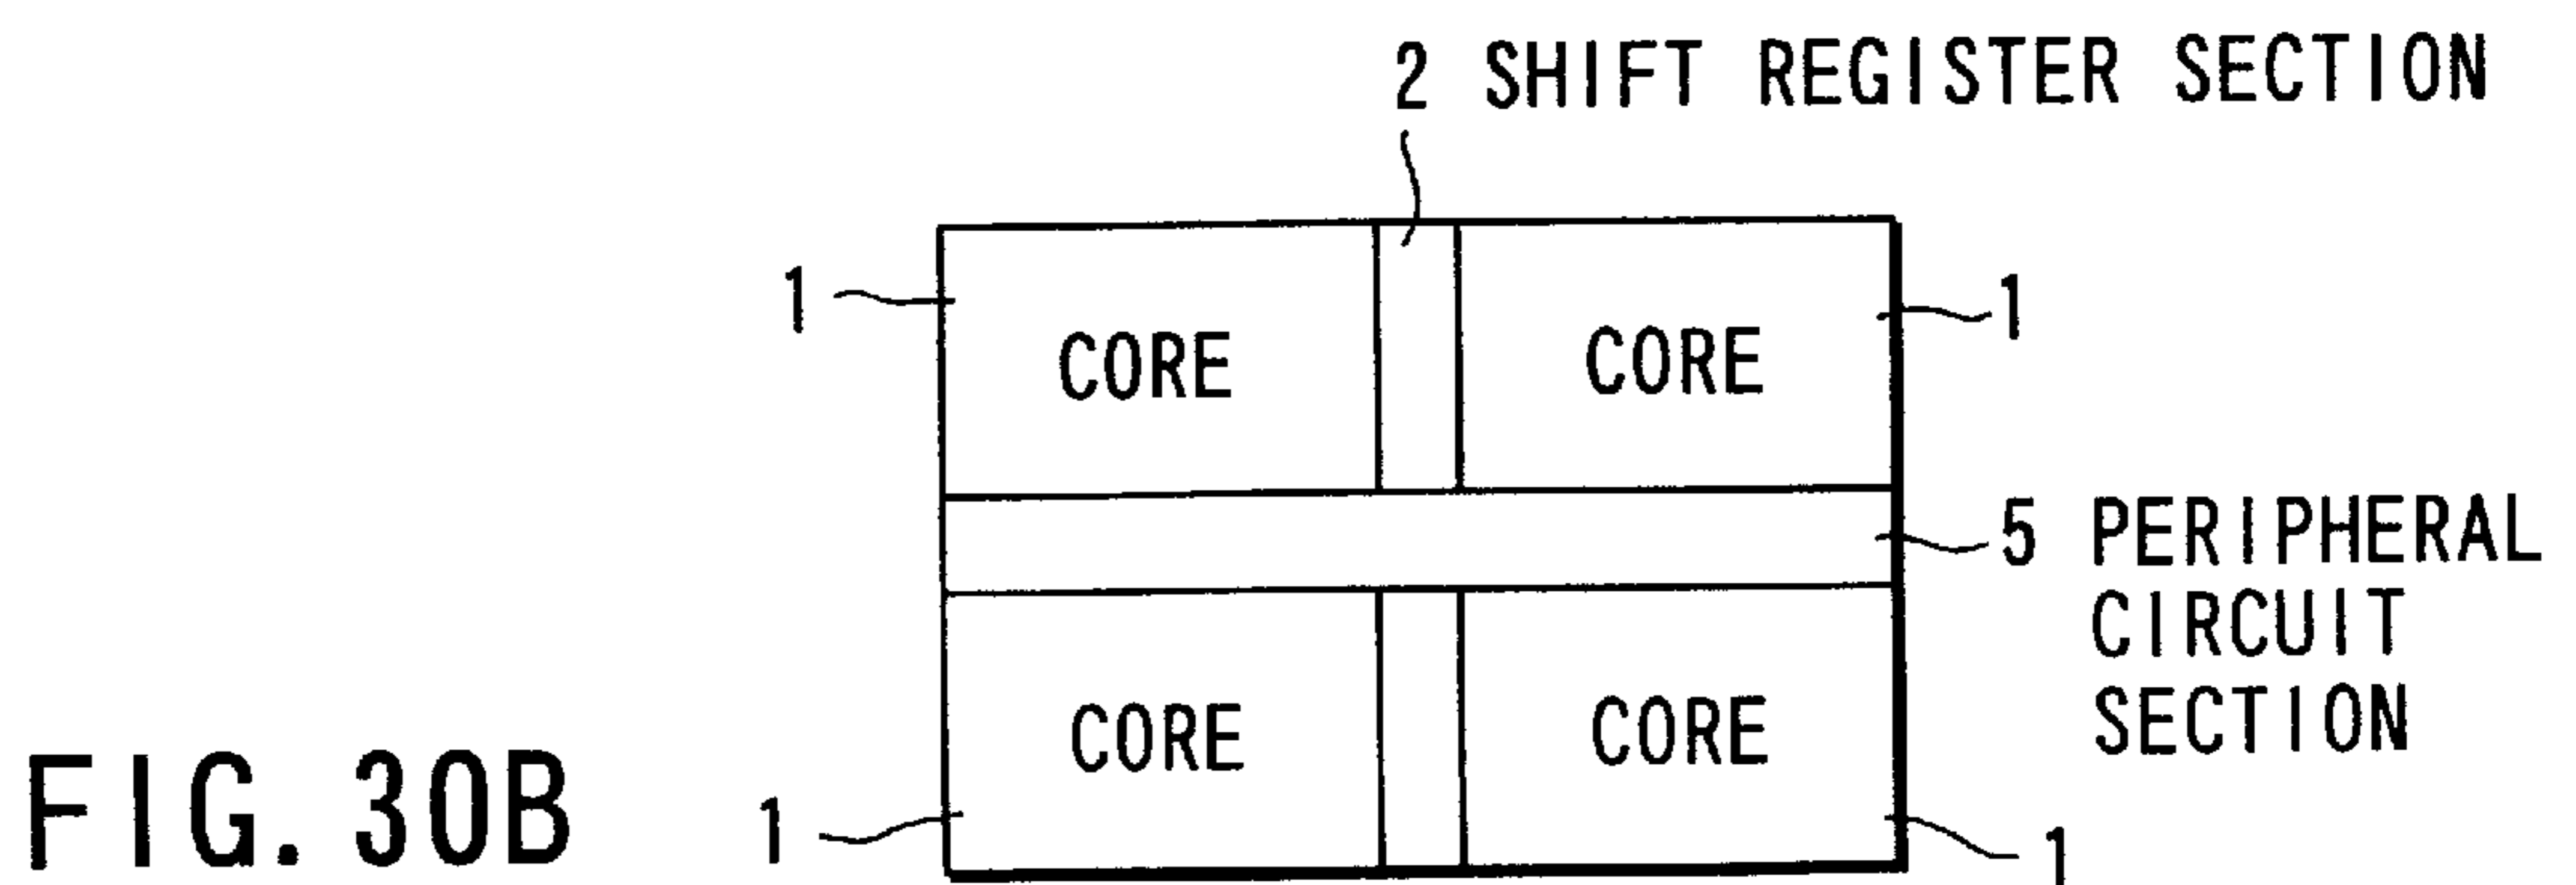 2 SHIFT REGISTER SECTION
1
1
CORE
CORE
5 PERIPHERAL
CIRCUIT
SECTION
CORE
CORE
1
1
FIG. 30B